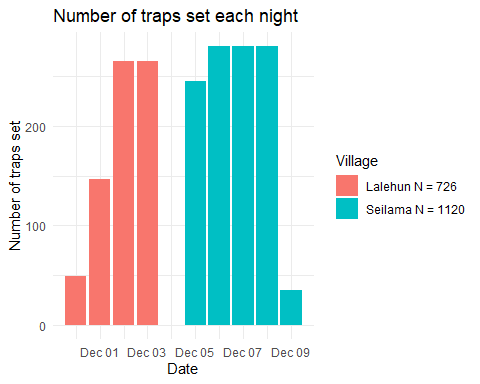 Number of traps set each night
Number of traps set
200
100
0
Dec 01 Dec 03 Dec 05 Dec 07 Dec 09
Date
Village
Lalehun N = 726
Seilama N = 1120